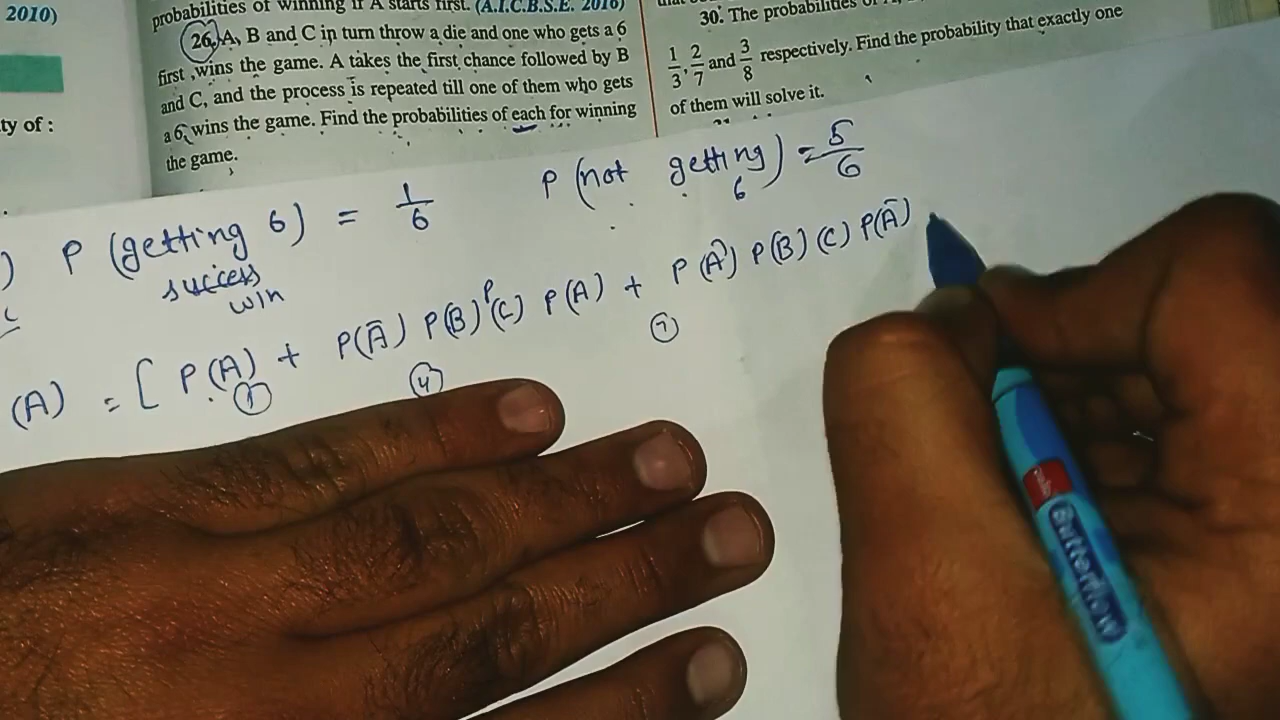 2010)
ty of :
probabilities of winning if A starts first. (A.I.C.B.S.E. 2010)
26. A, B and C in turn throw a die and one who gets a 6
first wins the game. A takes the first chance followed by B
and C, and the process is repeated till one of them who gets
a 6 wins the game. Find the probabilities of each for winning
the game.
30. The probabilities of
1/3, 2/7 and 3/8 respectively. Find the probability that exactly one
of them will solve it.
P (getting 6) = 1/6
success
win
P (not getting 6) = 5/6
(A) = [ P(A) + P(Ā) P(B) P(C) P(A) + P(Ā) P(B) (C) P(Ā)
1 4 7
Butterflow